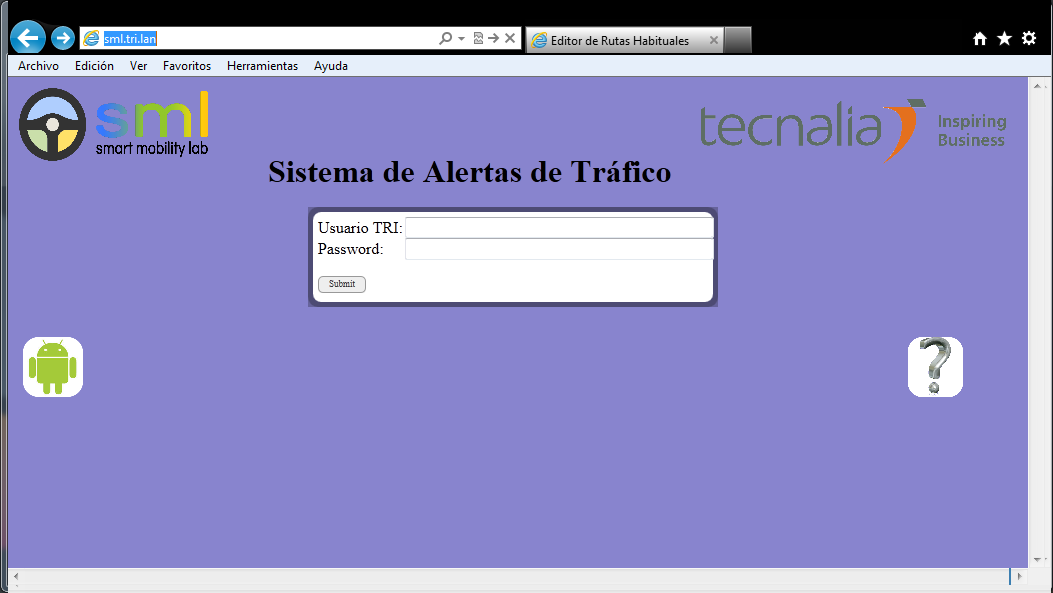 sml.tri.lan
Editor de Rutas Habituales
Archivo Edición Ver Favoritos Herramientas Ayuda
sml
smart mobility lab
tecnalia
Inspiring
Business
Sistema de Alertas de Tráfico
Usuario TRI:
Password:
Submit
?